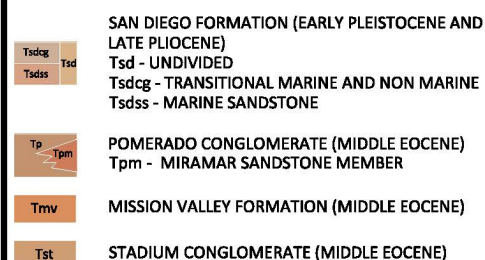 SAN DIEGO FORMATION (EARLY PLEISTOCENE AND
LATE PLIOCENE)
Tsdcg
Tsd
Tsdss
Tsd - UNDIVIDED
Tsdcg - TRANSITIONAL MARINE AND NON MARINE
Tsdss - MARINE SANDSTONE
Tp
Tpm
POMERADO CONGLOMERATE (MIDDLE EOCENE)
Tpm - MIRAMAR SANDSTONE MEMBER
Tmv
MISSION VALLEY FORMATION (MIDDLE EOCENE)
Tst
STADIUM CONGLOMERATE (MIDDLE EOCENE)